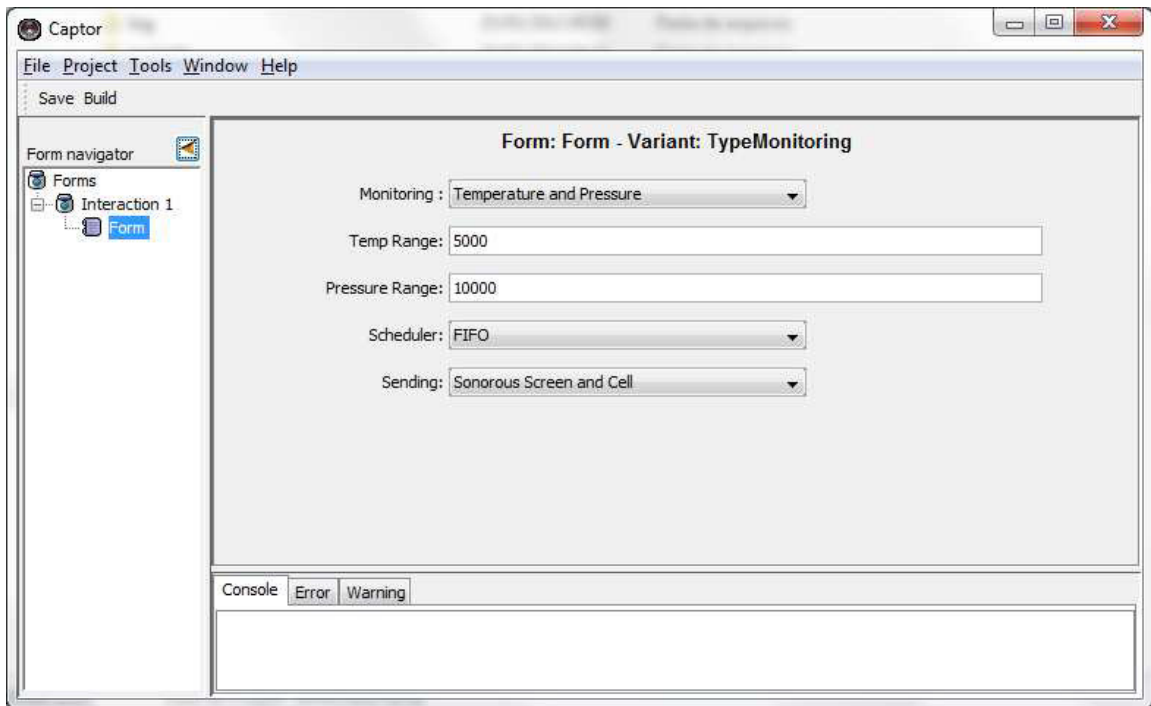 Captor
File Project Tools Window Help
Save Build
Form navigator
Forms
Interaction 1
Form
Form: Form - Variant: TypeMonitoring
Monitoring : Temperature and Pressure
Temp Range: 5000
Pressure Range: 10000
Scheduler: FIFO
Sending: Sonorous Screen and Cell
Console Error Warning